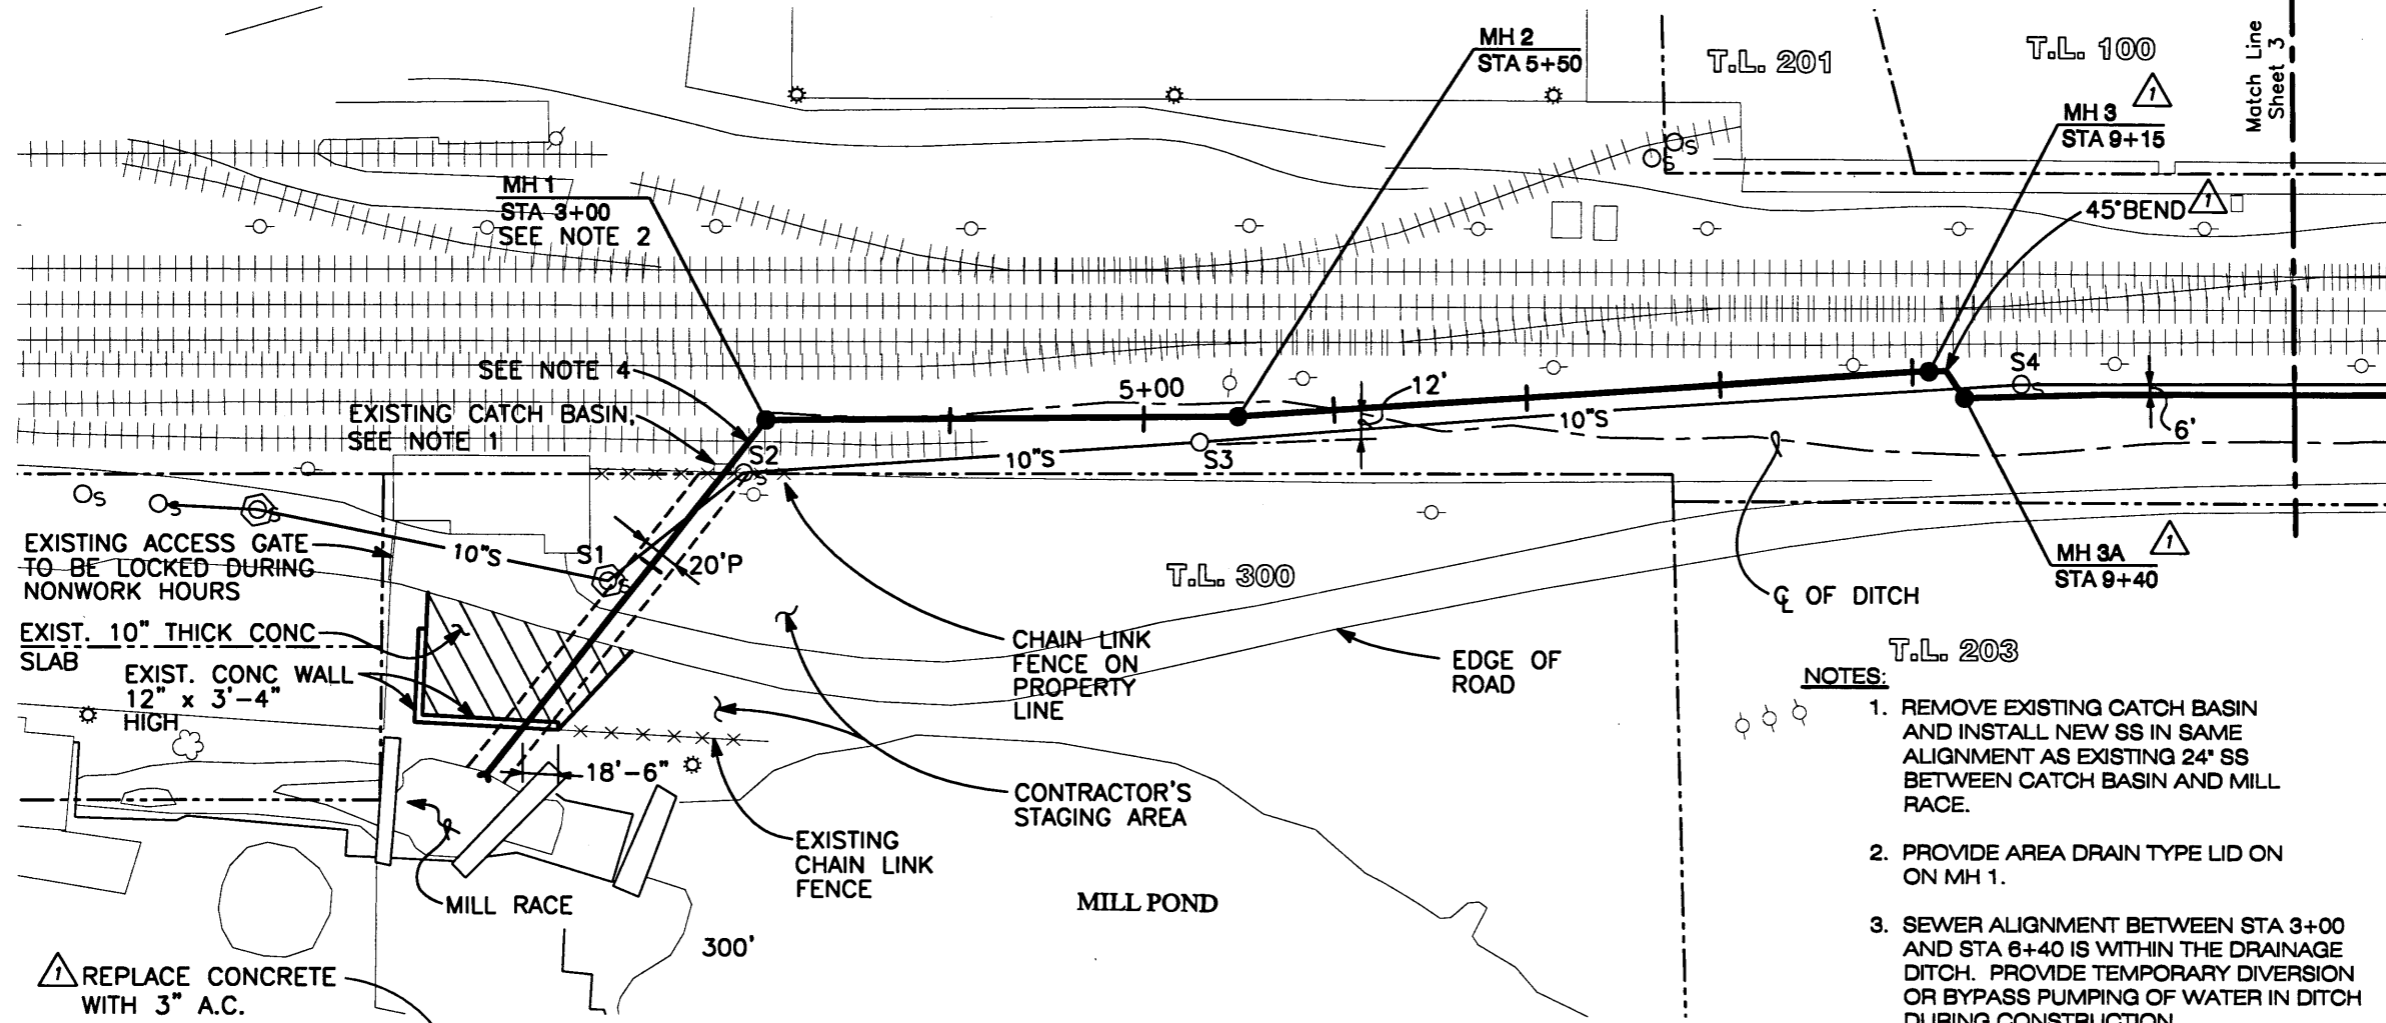 MH 2
STA 5+50
T.L. 201
T.L. 100
Match Line
Sheet 3
1
MH 3
STA 9+15
MH 1
STA 3+00
SEE NOTE 2
45°BEND
1
SEE NOTE 4
EXISTING CATCH BASIN,
SEE NOTE 1
5+00
12'
S4
S
6'
10"S
10"S
S3
S2
S
S
S
S
S
S
10"S
S1
S
20'P
EXISTING ACCESS GATE
TO BE LOCKED DURING
NONWORK HOURS
T.L. 300
MH 3A
STA 9+40
1
℄ OF DITCH
EXIST. 10" THICK CONC
SLAB
EXIST. CONC WALL
12" x 3'-4"
HIGH
CHAIN LINK
FENCE ON
PROPERTY
LINE
EDGE OF
ROAD
T.L. 203
18'-6"
CONTRACTOR'S
STAGING AREA
EXISTING
CHAIN LINK
FENCE
MILL RACE
MILL POND
300'
1 REPLACE CONCRETE
WITH 3" A.C.
NOTES:
1. REMOVE EXISTING CATCH BASIN
AND INSTALL NEW SS IN SAME
ALIGNMENT AS EXISTING 24" SS
BETWEEN CATCH BASIN AND MILL
RACE.
2. PROVIDE AREA DRAIN TYPE LID ON
ON MH 1.
3. SEWER ALIGNMENT BETWEEN STA 3+00
AND STA 6+40 IS WITHIN THE DRAINAGE
DITCH. PROVIDE TEMPORARY DIVERSION
OR BYPASS PUMPING OF WATER IN DITCH
DURING CONSTRUCTION